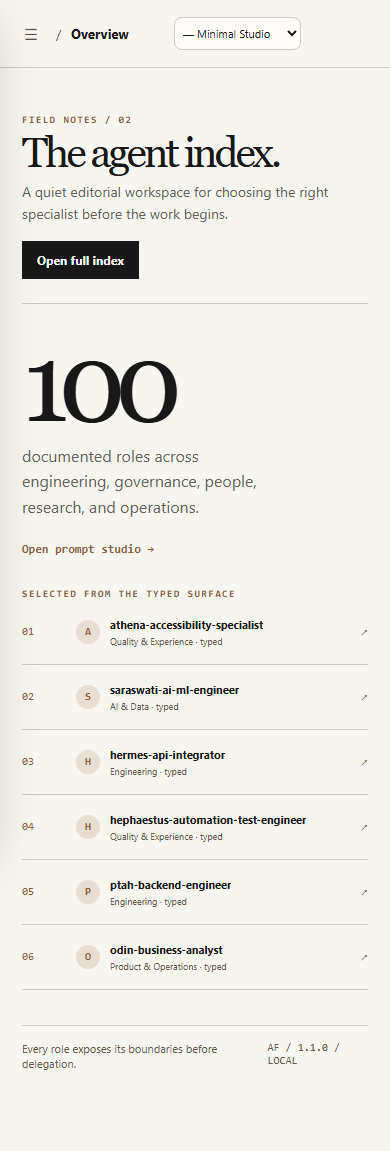 ☰ / Overview — Minimal Studio
FIELD NOTES / 02
The agent index.
A quiet editorial workspace for choosing the right
specialist before the work begins.
Open full index
100
documented roles across
engineering, governance, people,
research, and operations.
Open prompt studio →
SELECTED FROM THE TYPED SURFACE
01 A athena-accessibility-specialist ↗
Quality & Experience · typed
02 S saraswati-ai-ml-engineer ↗
AI & Data · typed
03 H hermes-api-integrator ↗
Engineering · typed
04 H hephaestus-automation-test-engineer ↗
Quality & Experience · typed
05 P ptah-backend-engineer ↗
Engineering · typed
06 O odin-business-analyst ↗
Product & Operations · typed
Every role exposes its boundaries before
delegation.
AF / 1.1.0 /
LOCAL